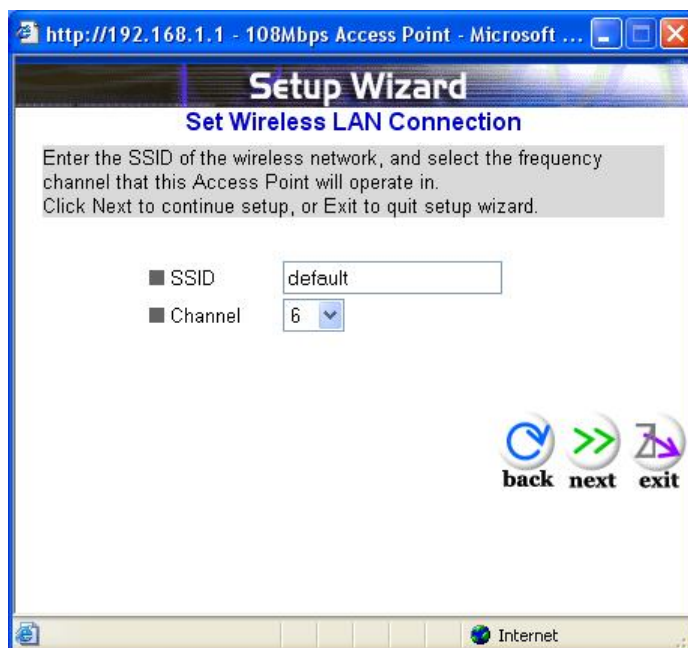 http://192.168.1.1 - 108Mbps Access Point - Microsoft ...
Setup Wizard
Set Wireless LAN Connection
Enter the SSID of the wireless network, and select the frequency
channel that this Access Point will operate in.
Click Next to continue setup, or Exit to quit setup wizard.
SSID default
Channel 6
back next exit
Internet